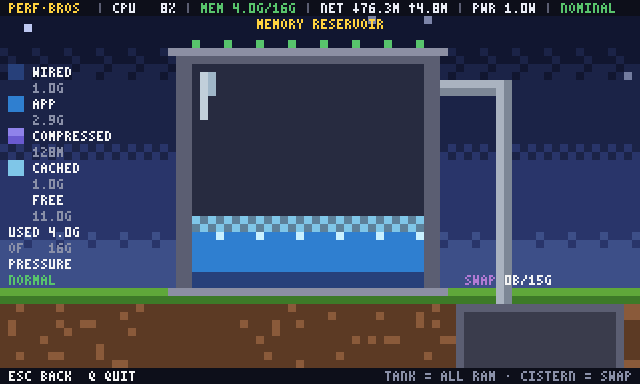 PERF·BROS | CPU 8% | MEM 4.0G/16G | NET ↓76.3M ↑4.8M | PWR 1.0W | NOMINAL
MEMORY RESERVOIR
WIRED
1.0G
APP
2.9G
COMPRESSED
128M
CACHED
1.0G
FREE
11.0G
USED 4.0G
OF 16G
PRESSURE
NORMAL
SWAP 0B/15G
ESC BACK Q QUIT
TANK = ALL RAM · CISTERN = SWAP